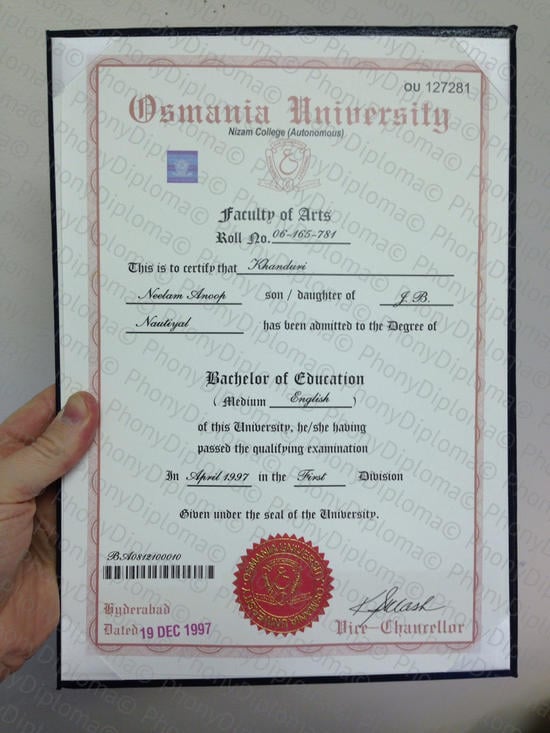 OU 127281
Osmania University
Nizam College (Autonomous)
Faculty of Arts
Roll No. 06-165-781
This is to certify that Khanduri
Neelam Anoop son / daughter of J. B.
Nautiyal has been admitted to the Degree of
Bachelor of Education
( Medium English )
of this University, he/she having
passed the qualifying examination
In April 1997 in the First Division
Given under the seal of the University.
BA0812100010
OSMANIA UNIVERSITY
Hyderabad
Dated 19 DEC 1997
Vice-Chancellor
PhonyDiploma©